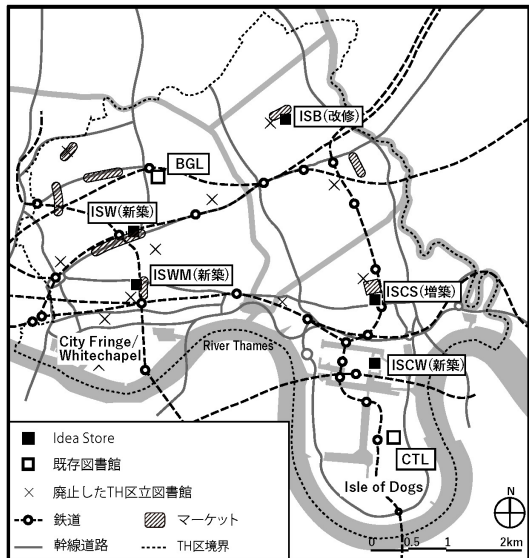 ISB(改修)
BGL
ISW(新築)
ISWM(新築)
ISCS(増築)
City Fringe/
Whitechapel
River Thames
ISCW(新築)
CTL
Isle of Dogs
Idea Store
既存図書館
廃止したTH区立図書館
鉄道
マーケット
幹線道路
TH区境界
N
0 0.5 1 2km